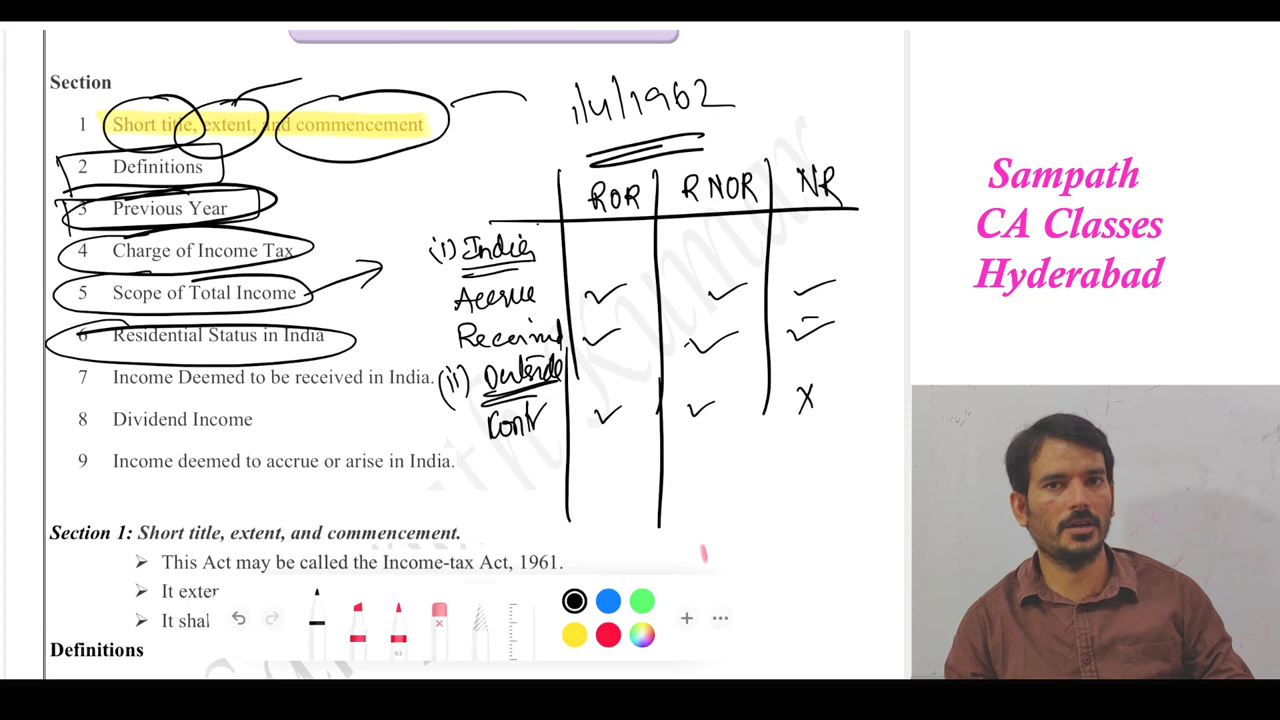 Section
1 Short title, extent, and commencement
2 Definitions
3 Previous Year
4 Charge of Income Tax
5 Scope of Total Income
6 Residential Status in India
7 Income Deemed to be received in India.
8 Dividend Income
9 Income deemed to accrue or arise in India.
1/4/1962
ROR RNOR NR
(i) India
Accrue
Received
(ii) Outside
Contr
Section 1: Short title, extent, and commencement.
This Act may be called the Income-tax Act, 1961.
It exter
It shal
Definitions
Sampath
CA Classes
Hyderabad